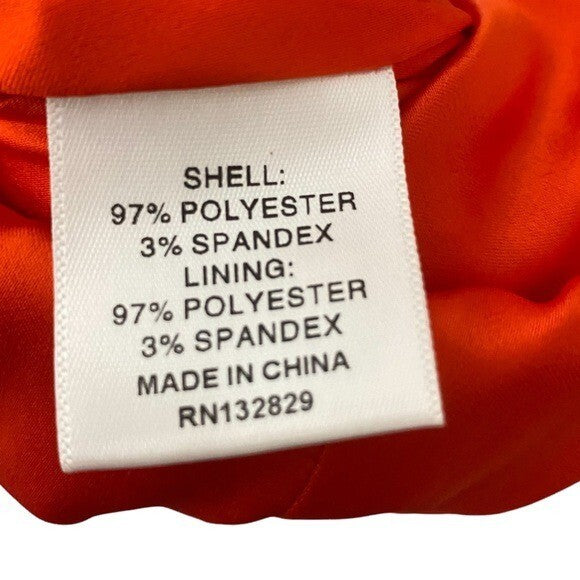 SHELL:
97% POLYESTER
3% SPANDEX
LINING:
97% POLYESTER
3% SPANDEX
MADE IN CHINA
RN132829